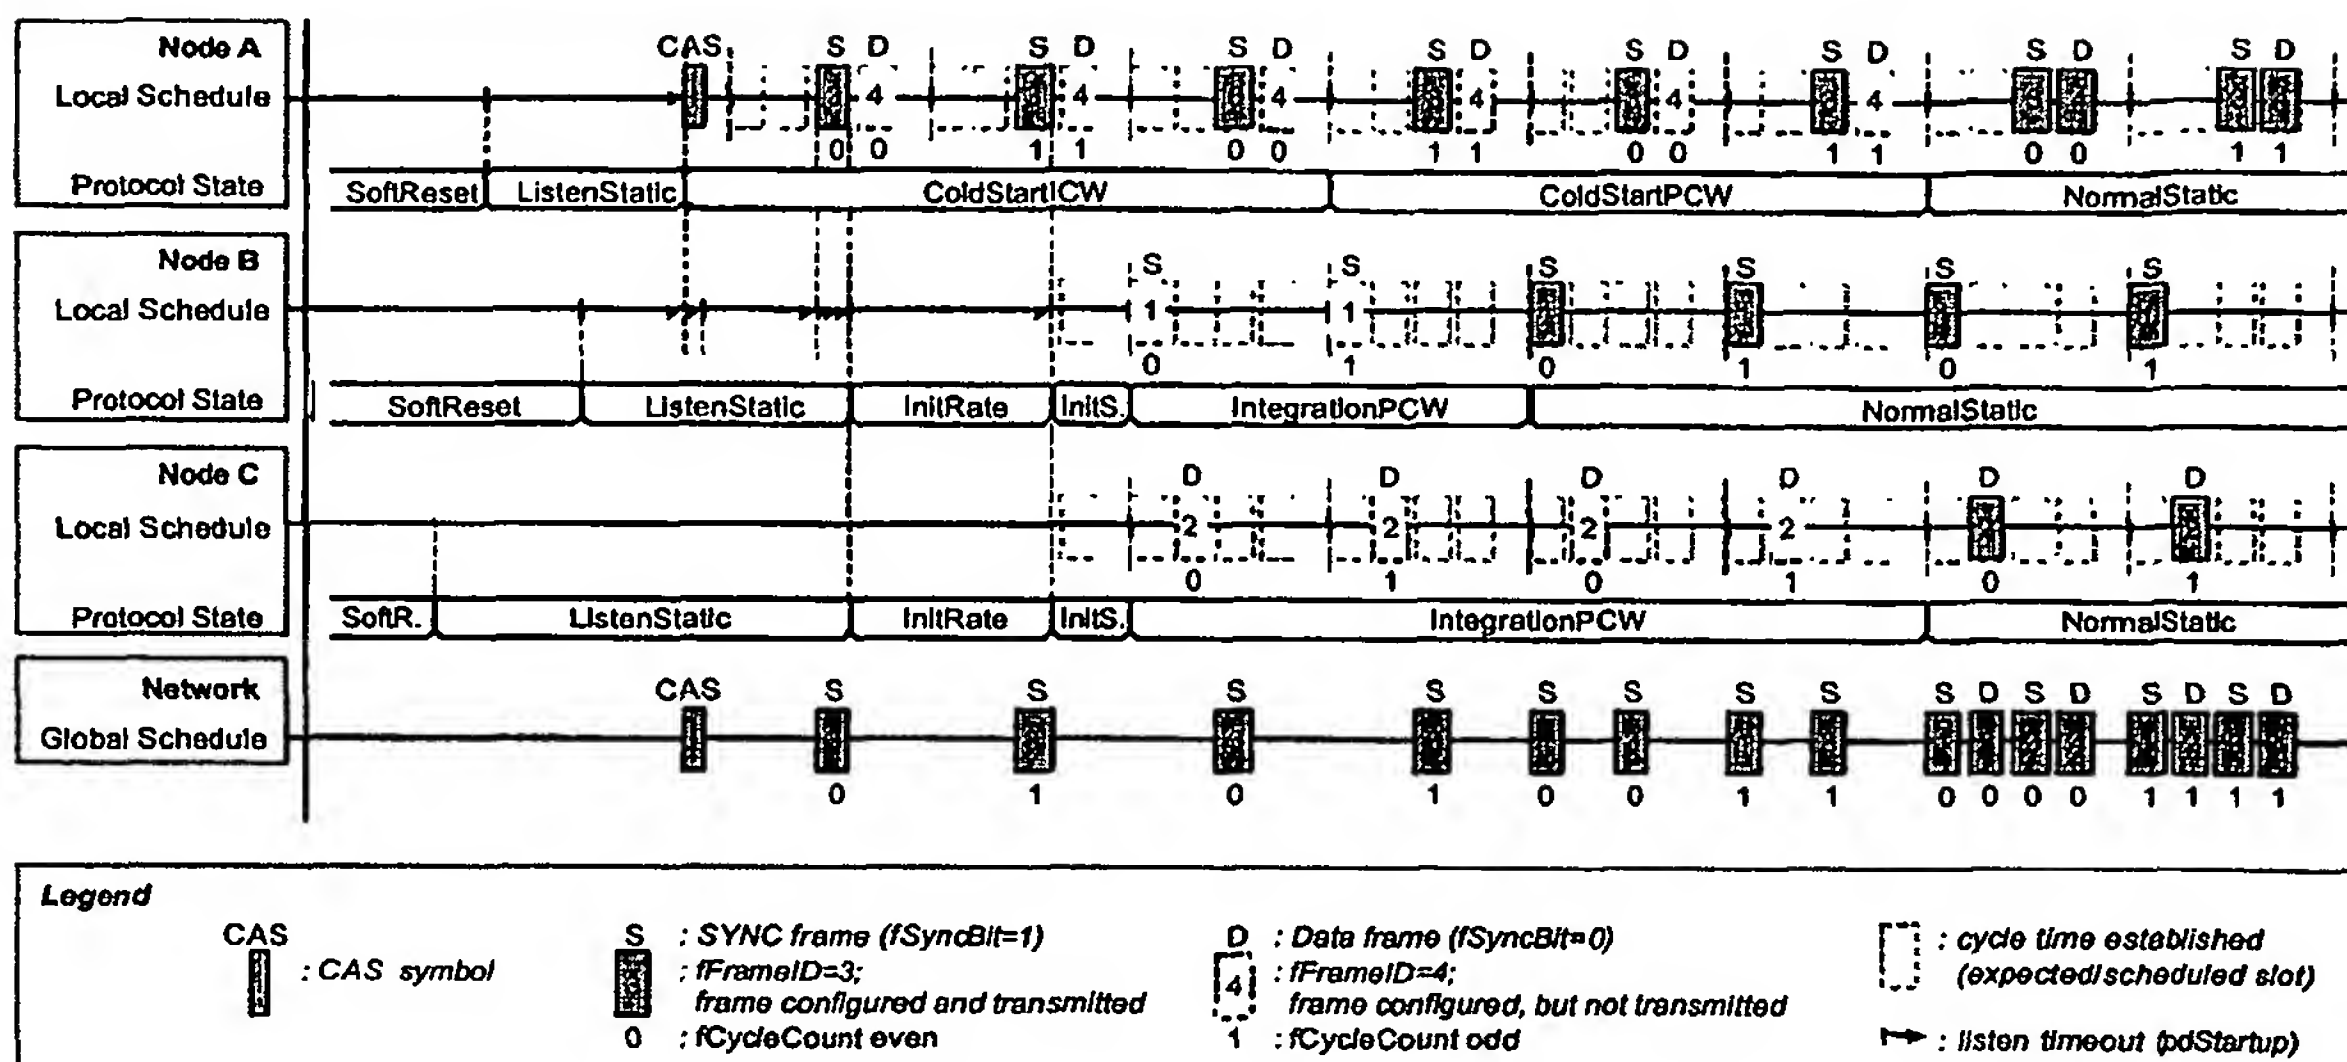 Node A
CAS S D S D S D S D S D S D S D S D
Local Schedule
4 4 4 4 4 4
0 0 1 1 0 0 1 1 0 0 1 1 0 0 1 1
Protocol State
SoftReset ListenStatic ColdStartICW ColdStartPCW NormalStatic
Node B
S S S S S S
Local Schedule
1 1
0 1 0 1 0 1
Protocol State
SoftReset ListenStatic InitRate InitS. IntegrationPCW NormalStatic
Node C
D D D D D D
Local Schedule
2 2 2 2
0 1 0 1 0 1
Protocol State
SoftR. ListenStatic InitRate InitS. IntegrationPCW NormalStatic
Network
CAS S S S S S S S S S D S D S D S D
Global Schedule
0 1 0 1 0 0 1 1 0 0 0 0 1 1 1 1
Legend
CAS
: CAS symbol
S : SYNC frame (fSyncBit=1)
3 : fFrameID=3;
frame configured and transmitted
0 : fCycleCount even
D : Data frame (fSyncBit=0)
4 : fFrameID=4;
frame configured, but not transmitted
1 : fCycleCount odd
: cycle time established
(expected/scheduled slot)
: listen timeout (pdStartup)